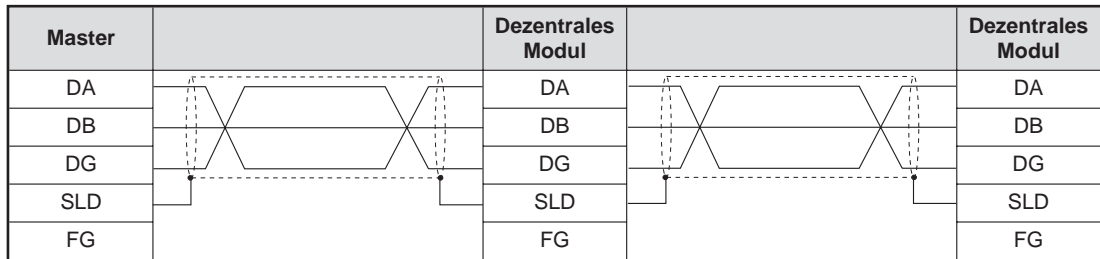 Master Dezentrales Modul Dezentrales Modul
DA DA DA
DB DB DB
DG DG DG
SLD SLD SLD
FG FG FG